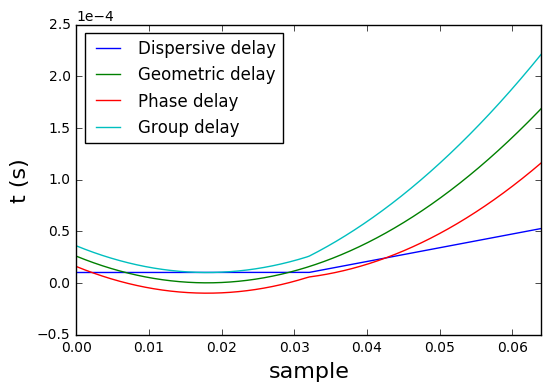 1e−4
2.5
2.0
1.5
1.0
0.5
0.0
−0.5
t (s)
Dispersive delay
Geometric delay
Phase delay
Group delay
0.00 0.01 0.02 0.03 0.04 0.05 0.06
sample